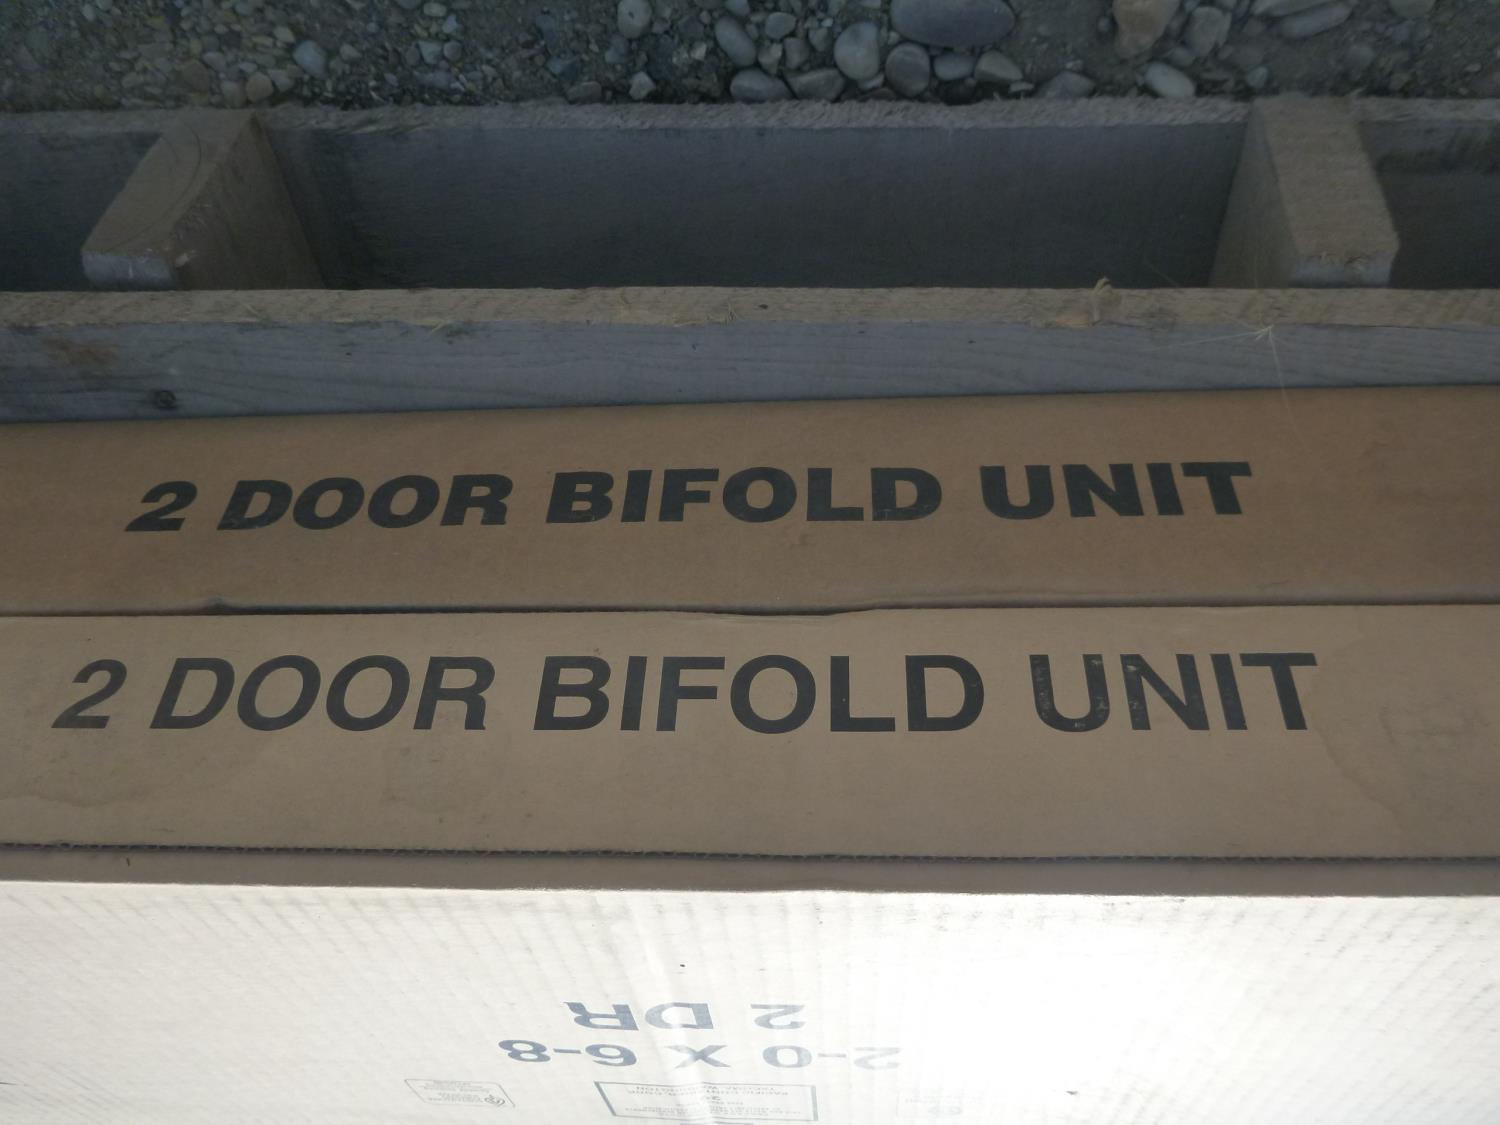 2 DOOR BIFOLD UNIT
2 DOOR BIFOLD UNIT
2-0 X 6-8
2 DR